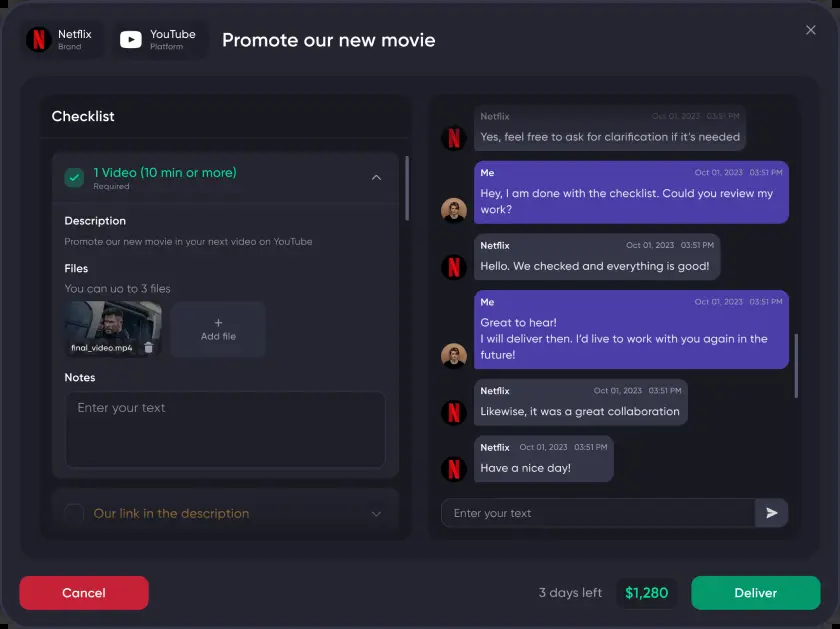 Netflix
Brand
YouTube
Platform
Promote our new movie
Checklist
1 Video (10 min or more)
Required
Description
Promote our new movie in your next video on YouTube
Files
You can uo to 3 files
final_video.mp4
+
Add file
Notes
Enter your text
Our link in the description
Netflix Oct 01, 2023 03:51 PM
Yes, feel free to ask for clarification if it's needed
Me Oct 01, 2023 03:51 PM
Hey, I am done with the checklist. Could you review my
work?
Netflix Oct 01, 2023 03:51 PM
Hello. We checked and everything is good!
Me Oct 01, 2023 03:51 PM
Great to hear!
I will deliver then. I'd live to work with you again in the
future!
Netflix Oct 01, 2023 03:51 PM
Likewise, it was a great collaboration
Netflix Oct 01, 2023 03:51 PM
Have a nice day!
Enter your text
Cancel
3 days left
$1,280
Deliver